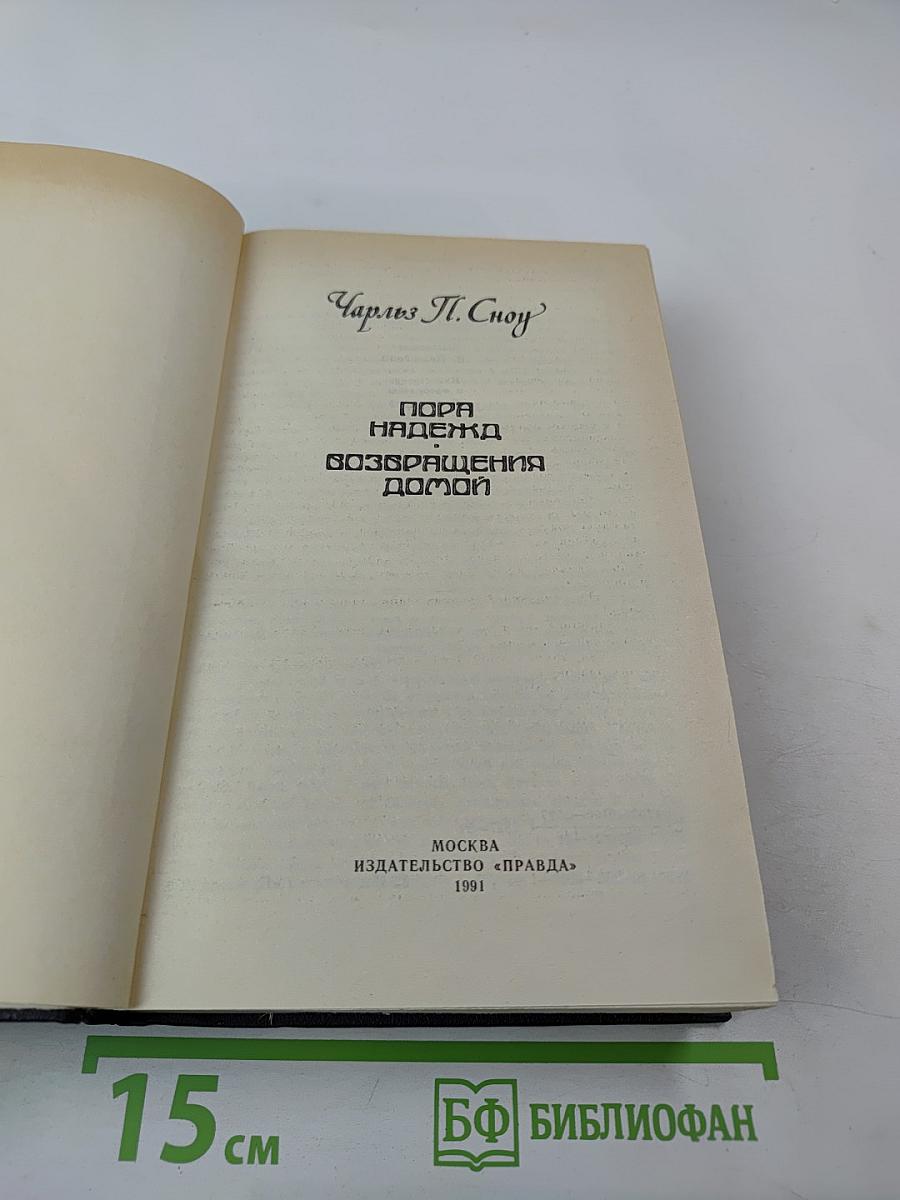 Чарльз П. Сноу
ПОРА
НАДЕЖД
•
ВОЗВРАЩЕНИЯ
ДОМОЙ
МОСКВА
ИЗДАТЕЛЬСТВО «ПРАВДА»
1991
15 см
БФ БИБЛИОФАН